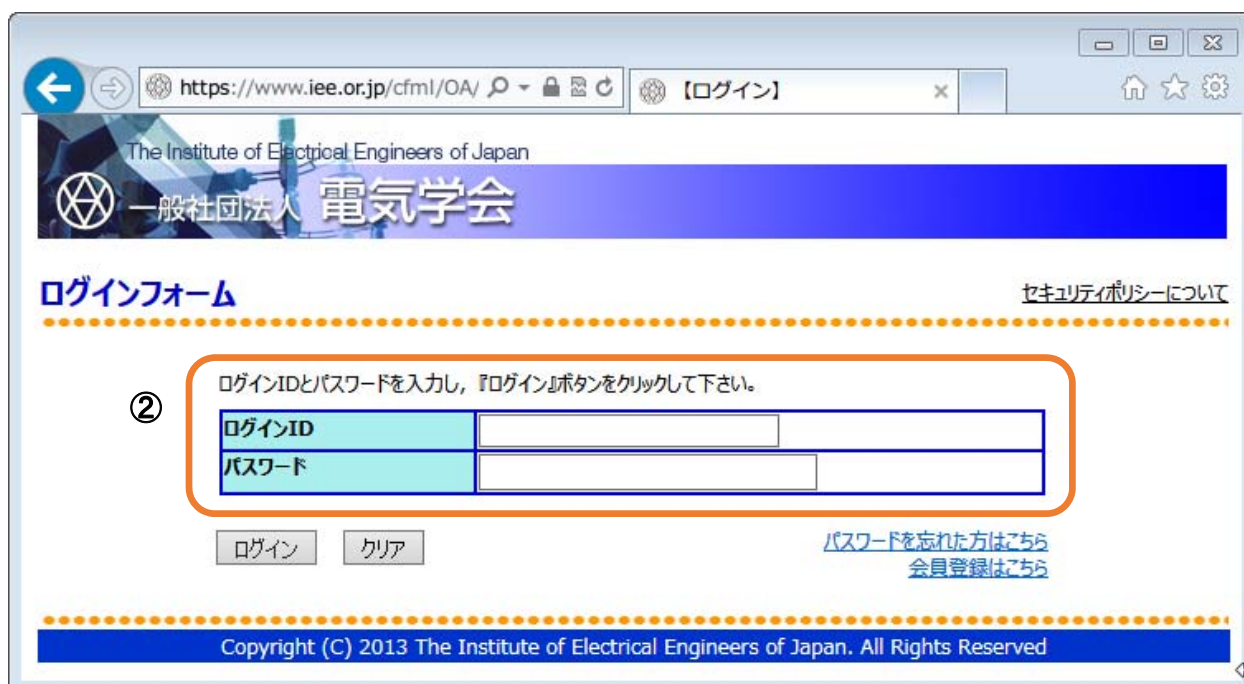 https://www.iee.or.jp/cfml/OA/
【ログイン】
The Institute of Electrical Engineers of Japan
一般社団法人 電気学会
ログインフォーム
セキュリティポリシーについて
②
ログインIDとパスワードを入力し，『ログイン』ボタンをクリックして下さい。
ログインID
パスワード
ログイン クリア
パスワードを忘れた方はこちら
会員登録はこちら
Copyright (C) 2013 The Institute of Electrical Engineers of Japan. All Rights Reserved